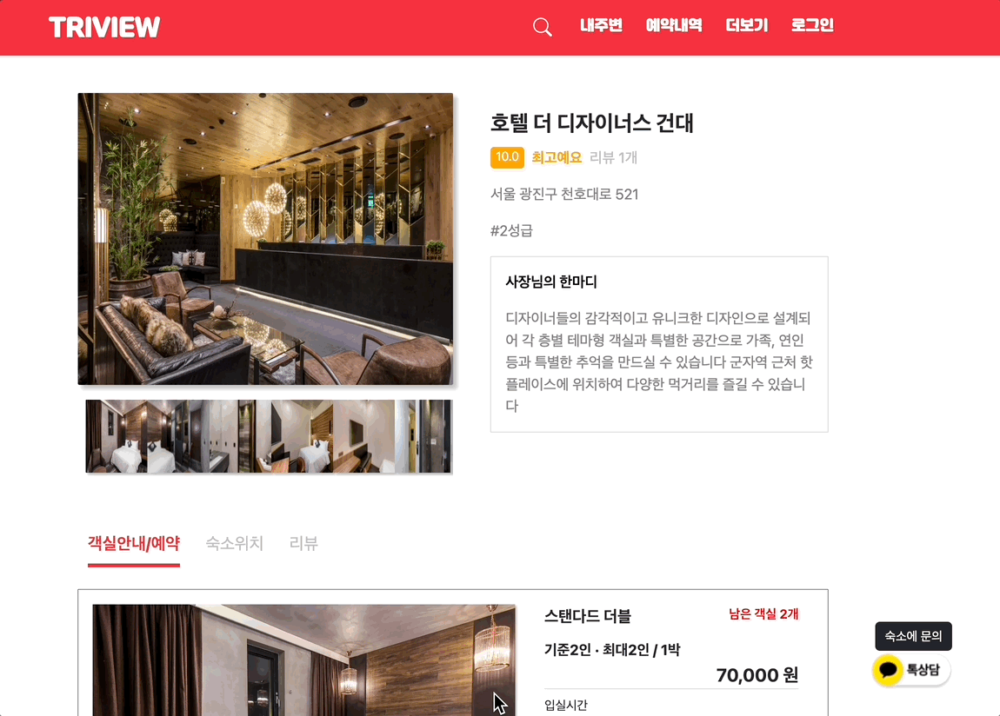 TRIVIEW
내주변 예약내역 더보기 로그인
호텔 더 디자이너스 건대
10.0 최고예요 리뷰 1개
서울 광진구 천호대로 521
#2성급
사장님의 한마디
디자이너들의 감각적이고 유니크한 디자인으로 설계되
어 각 층별 테마형 객실과 특별한 공간으로 가족, 연인
등과 특별한 추억을 만드실 수 있습니다 군자역 근처 핫
플레이스에 위치하여 다양한 먹거리를 즐길 수 있습니
다
객실안내/예약 숙소위치 리뷰
스탠다드 더블 남은 객실 2개
기준2인 · 최대2인 / 1박
70,000 원
입실시간
숙소에 문의
톡상담